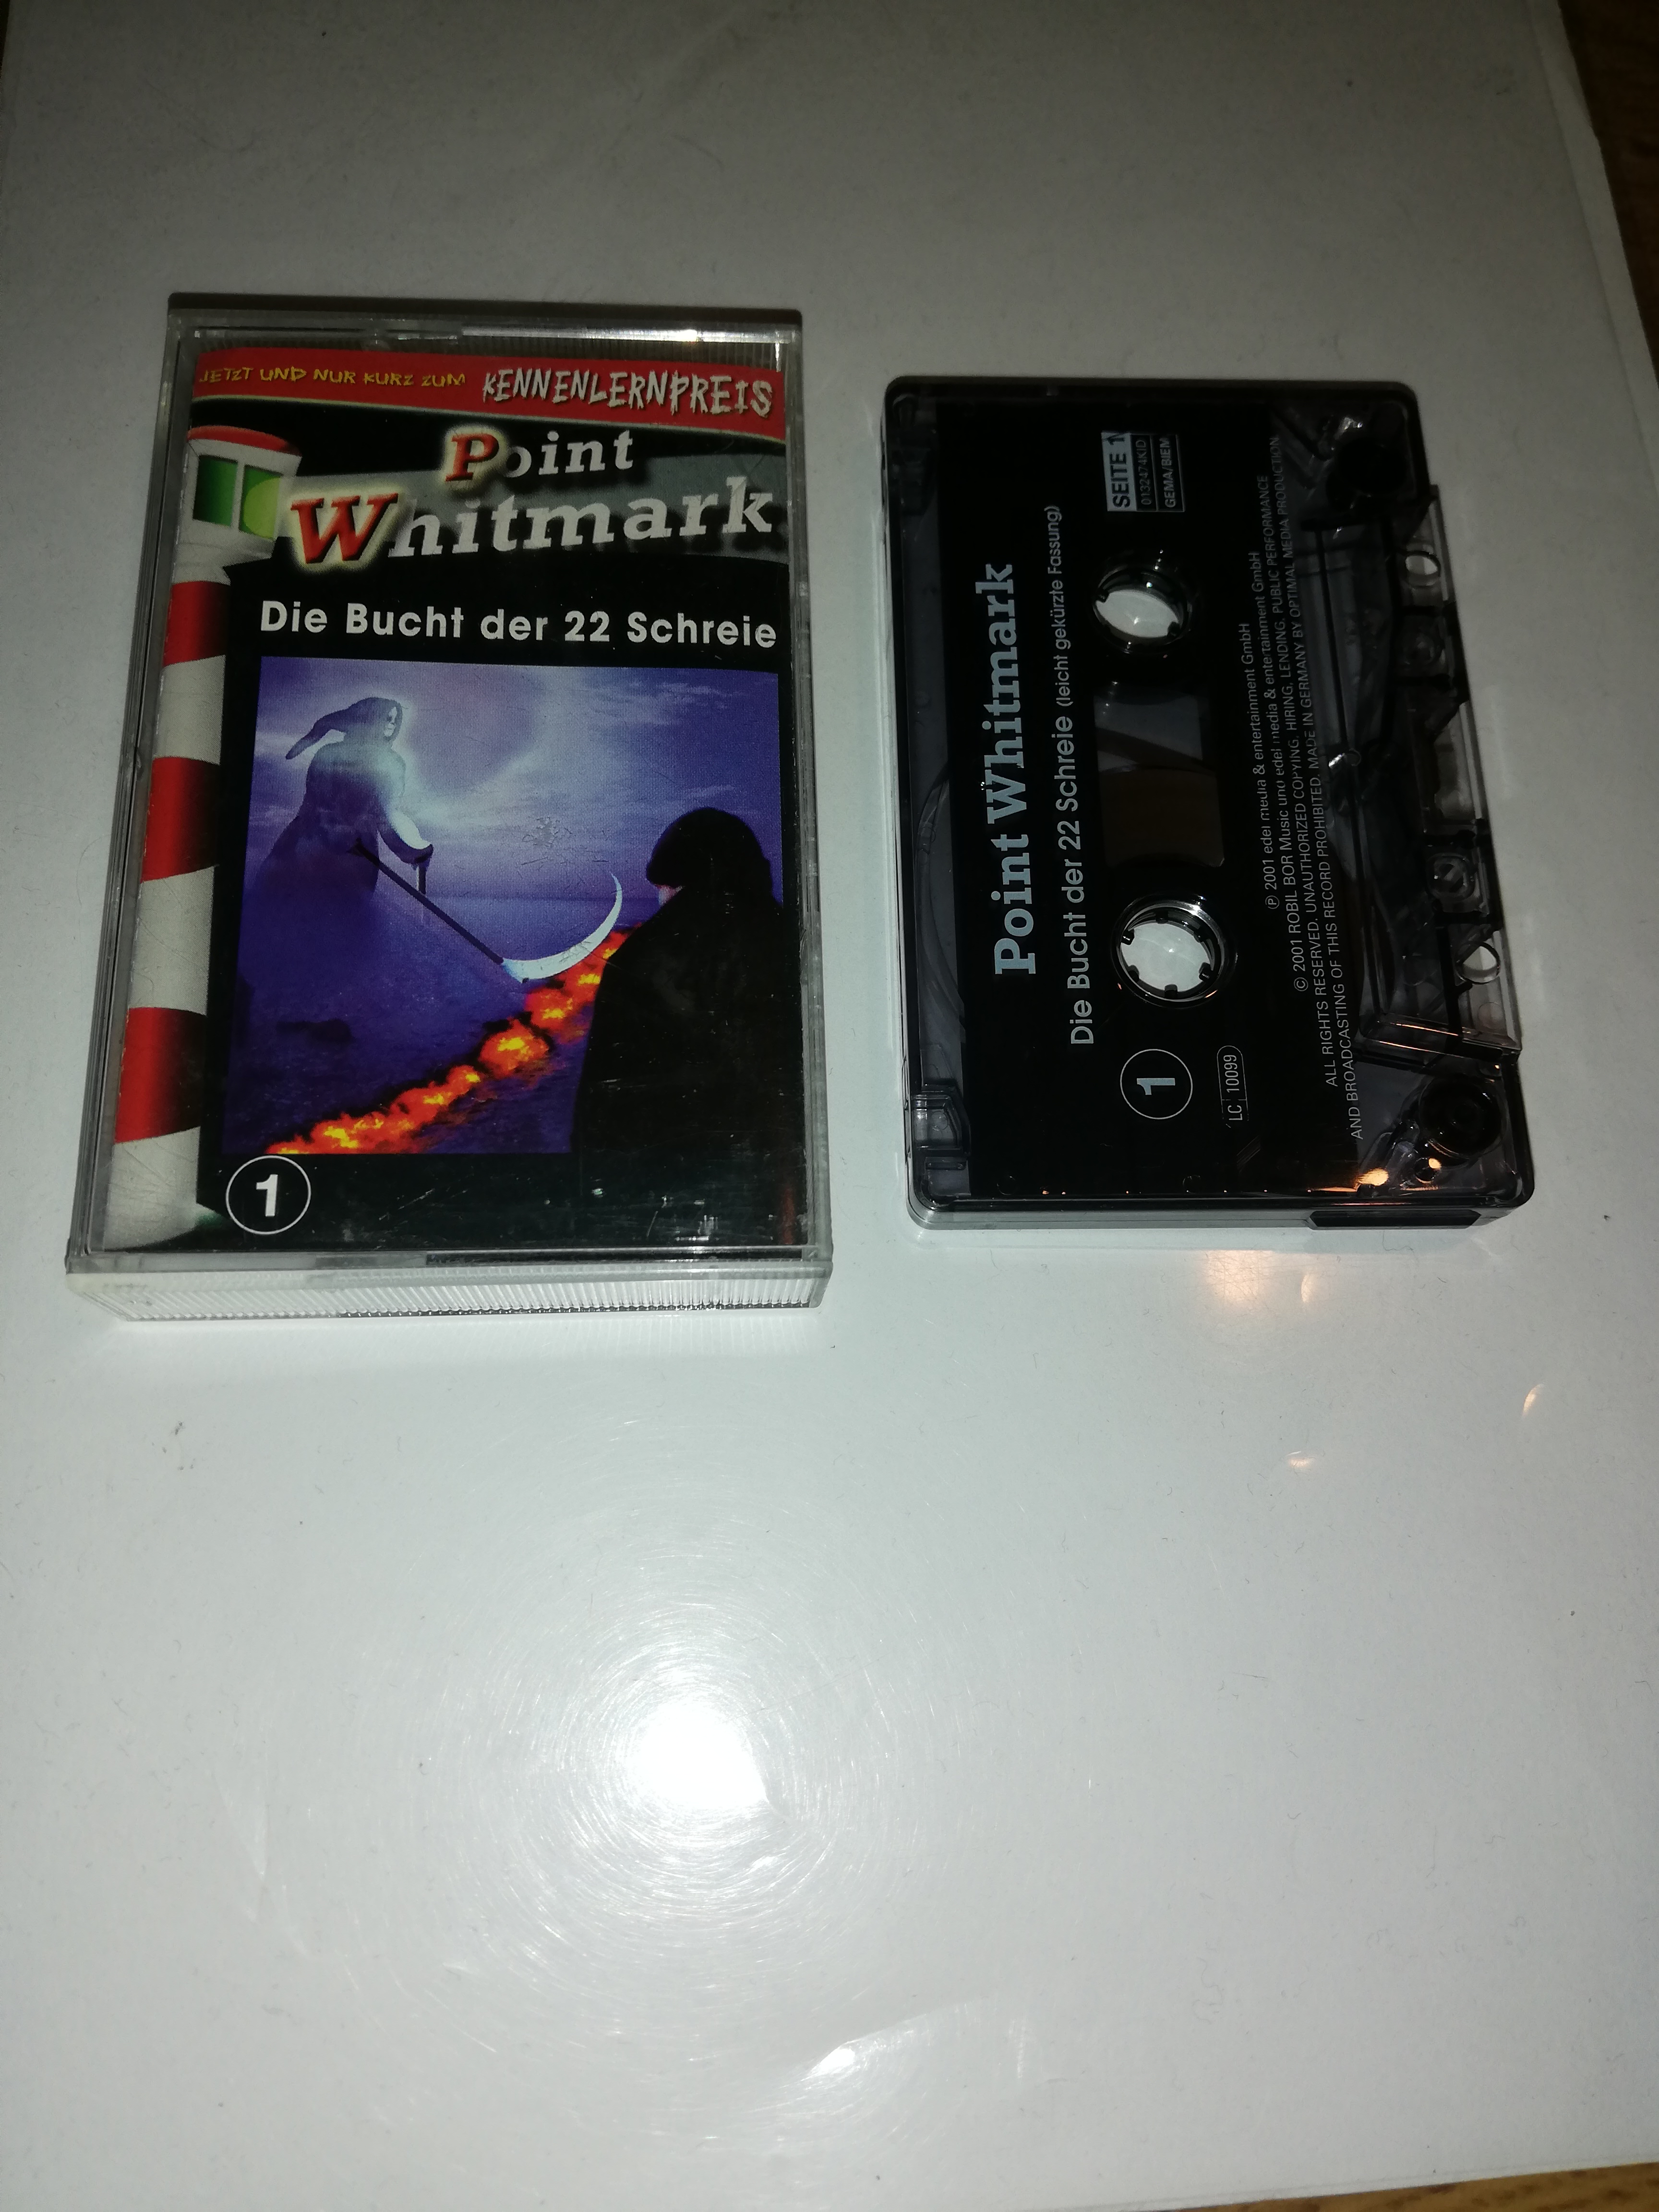 JETZT UND NUR KURZ ZUM KENNENLERNPREIS
Point
Whitmark
Die Bucht der 22 Schreie
1
Point Whitmark
Die Bucht der 22 Schreie (leicht gekürzte Fassung)
SEITE 1
0132474KID
GEMA/BIEM
1
LC 10099
Ⓟ 2001 edel media & entertainment GmbH
© 2001 ROBIL BOR Music und edel media & entertainment GmbH
ALL RIGHTS RESERVED. UNAUTHORIZED COPYING, HIRING, LENDING, PUBLIC PERFORMANCE
AND BROADCASTING OF THIS RECORD PROHIBITED. MADE IN GERMANY BY OPTIMAL MEDIA PRODUCTION